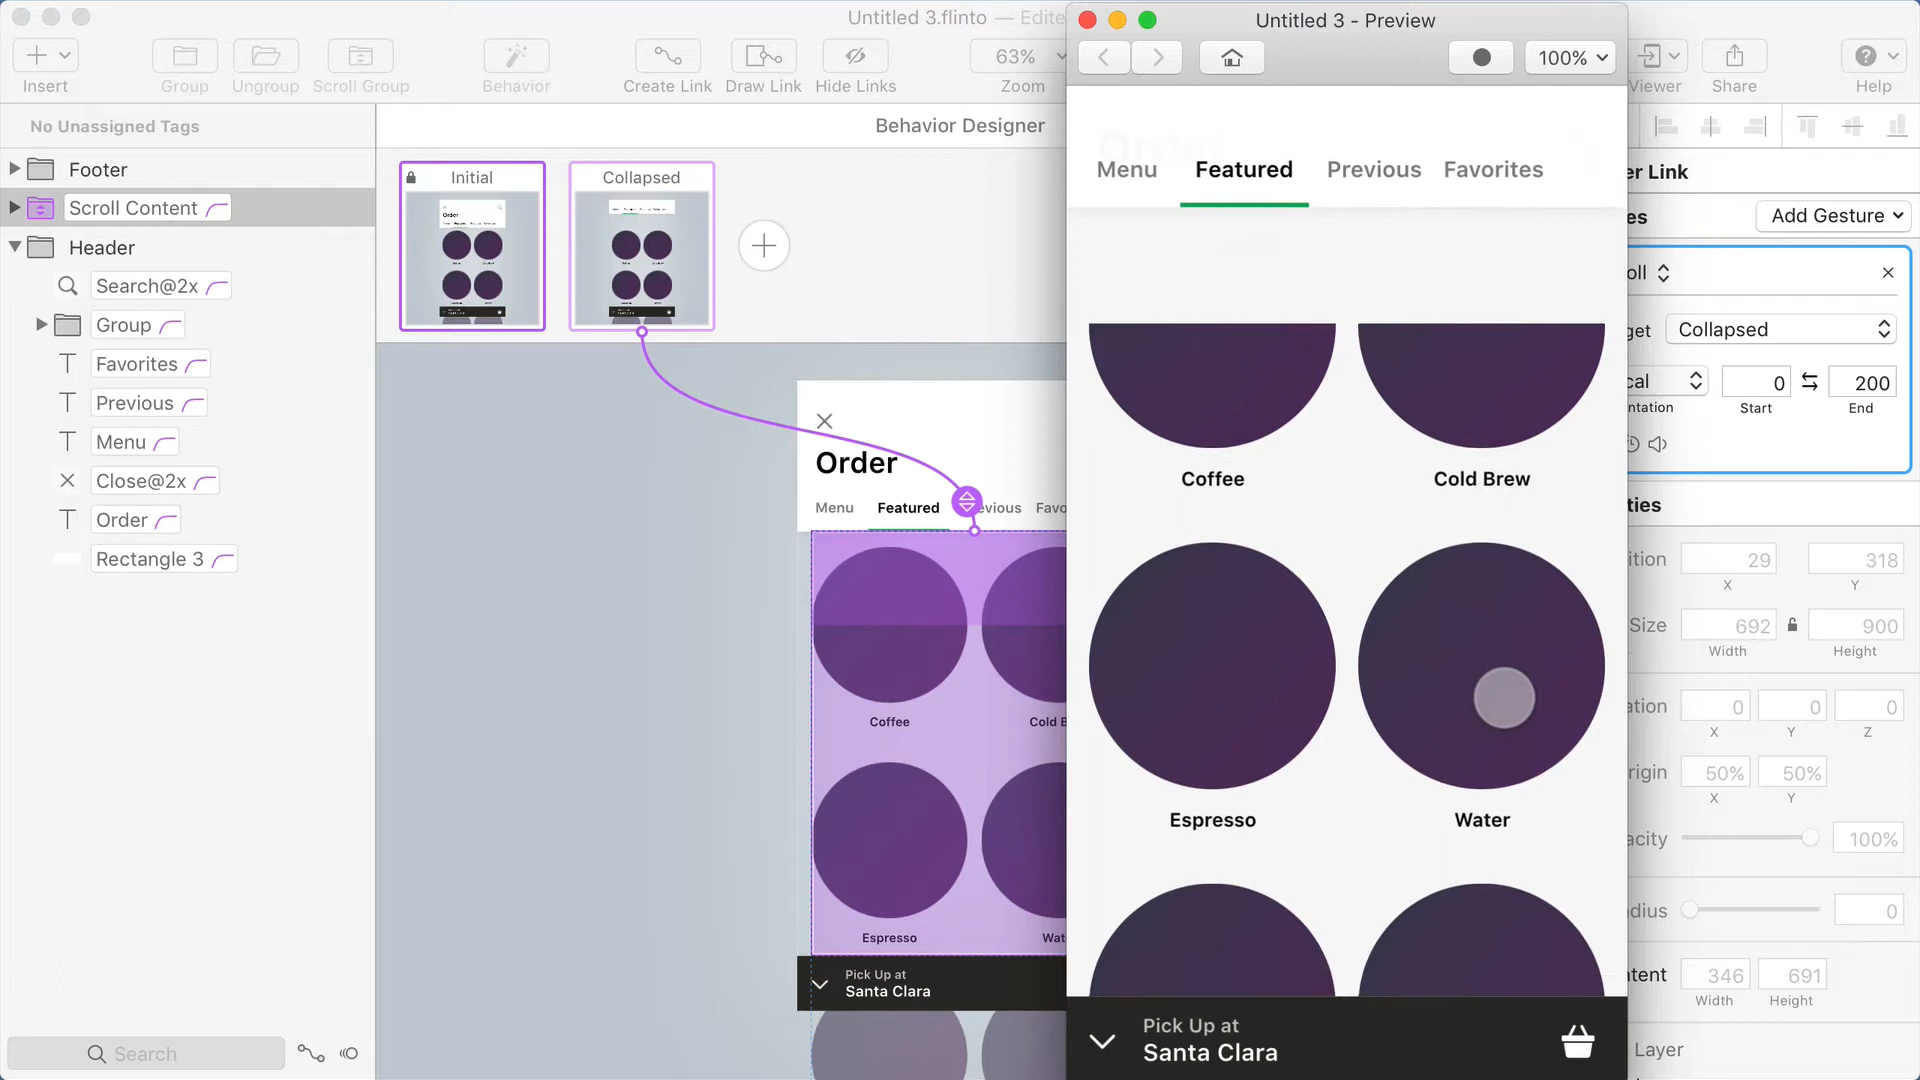 Untitled 3.flinto — Edite
Untitled 3 - Preview
Insert
Group
Ungroup
Scroll Group
Behavior
Create Link
Draw Link
Hide Links
63%
Zoom
100%
Viewer
Share
Help
No Unassigned Tags
Behavior Designer
Footer
Scroll Content
Header
Search@2x
Group
Favorites
Previous
Menu
Close@2x
Order
Rectangle 3
Search
Initial
Order
Collapsed
Order
Menu
Featured
evious
Favo
Coffee
Cold B
Espresso
Wat
Pick Up at
Santa Clara
Order
Menu
Featured
Previous
Favorites
Coffee
Cold Brew
Espresso
Water
Pick Up at
Santa Clara
er Link
es
Add Gesture
oll
get
Collapsed
cal
0
200
ntation
Start
End
ties
ition
29
318
X
Y
Size
692
900
Width
Height
ation
0
0
0
X
Y
Z
rigin
50%
50%
X
Y
acity
100%
dius
0
ntent
346
691
Width
Height
Layer